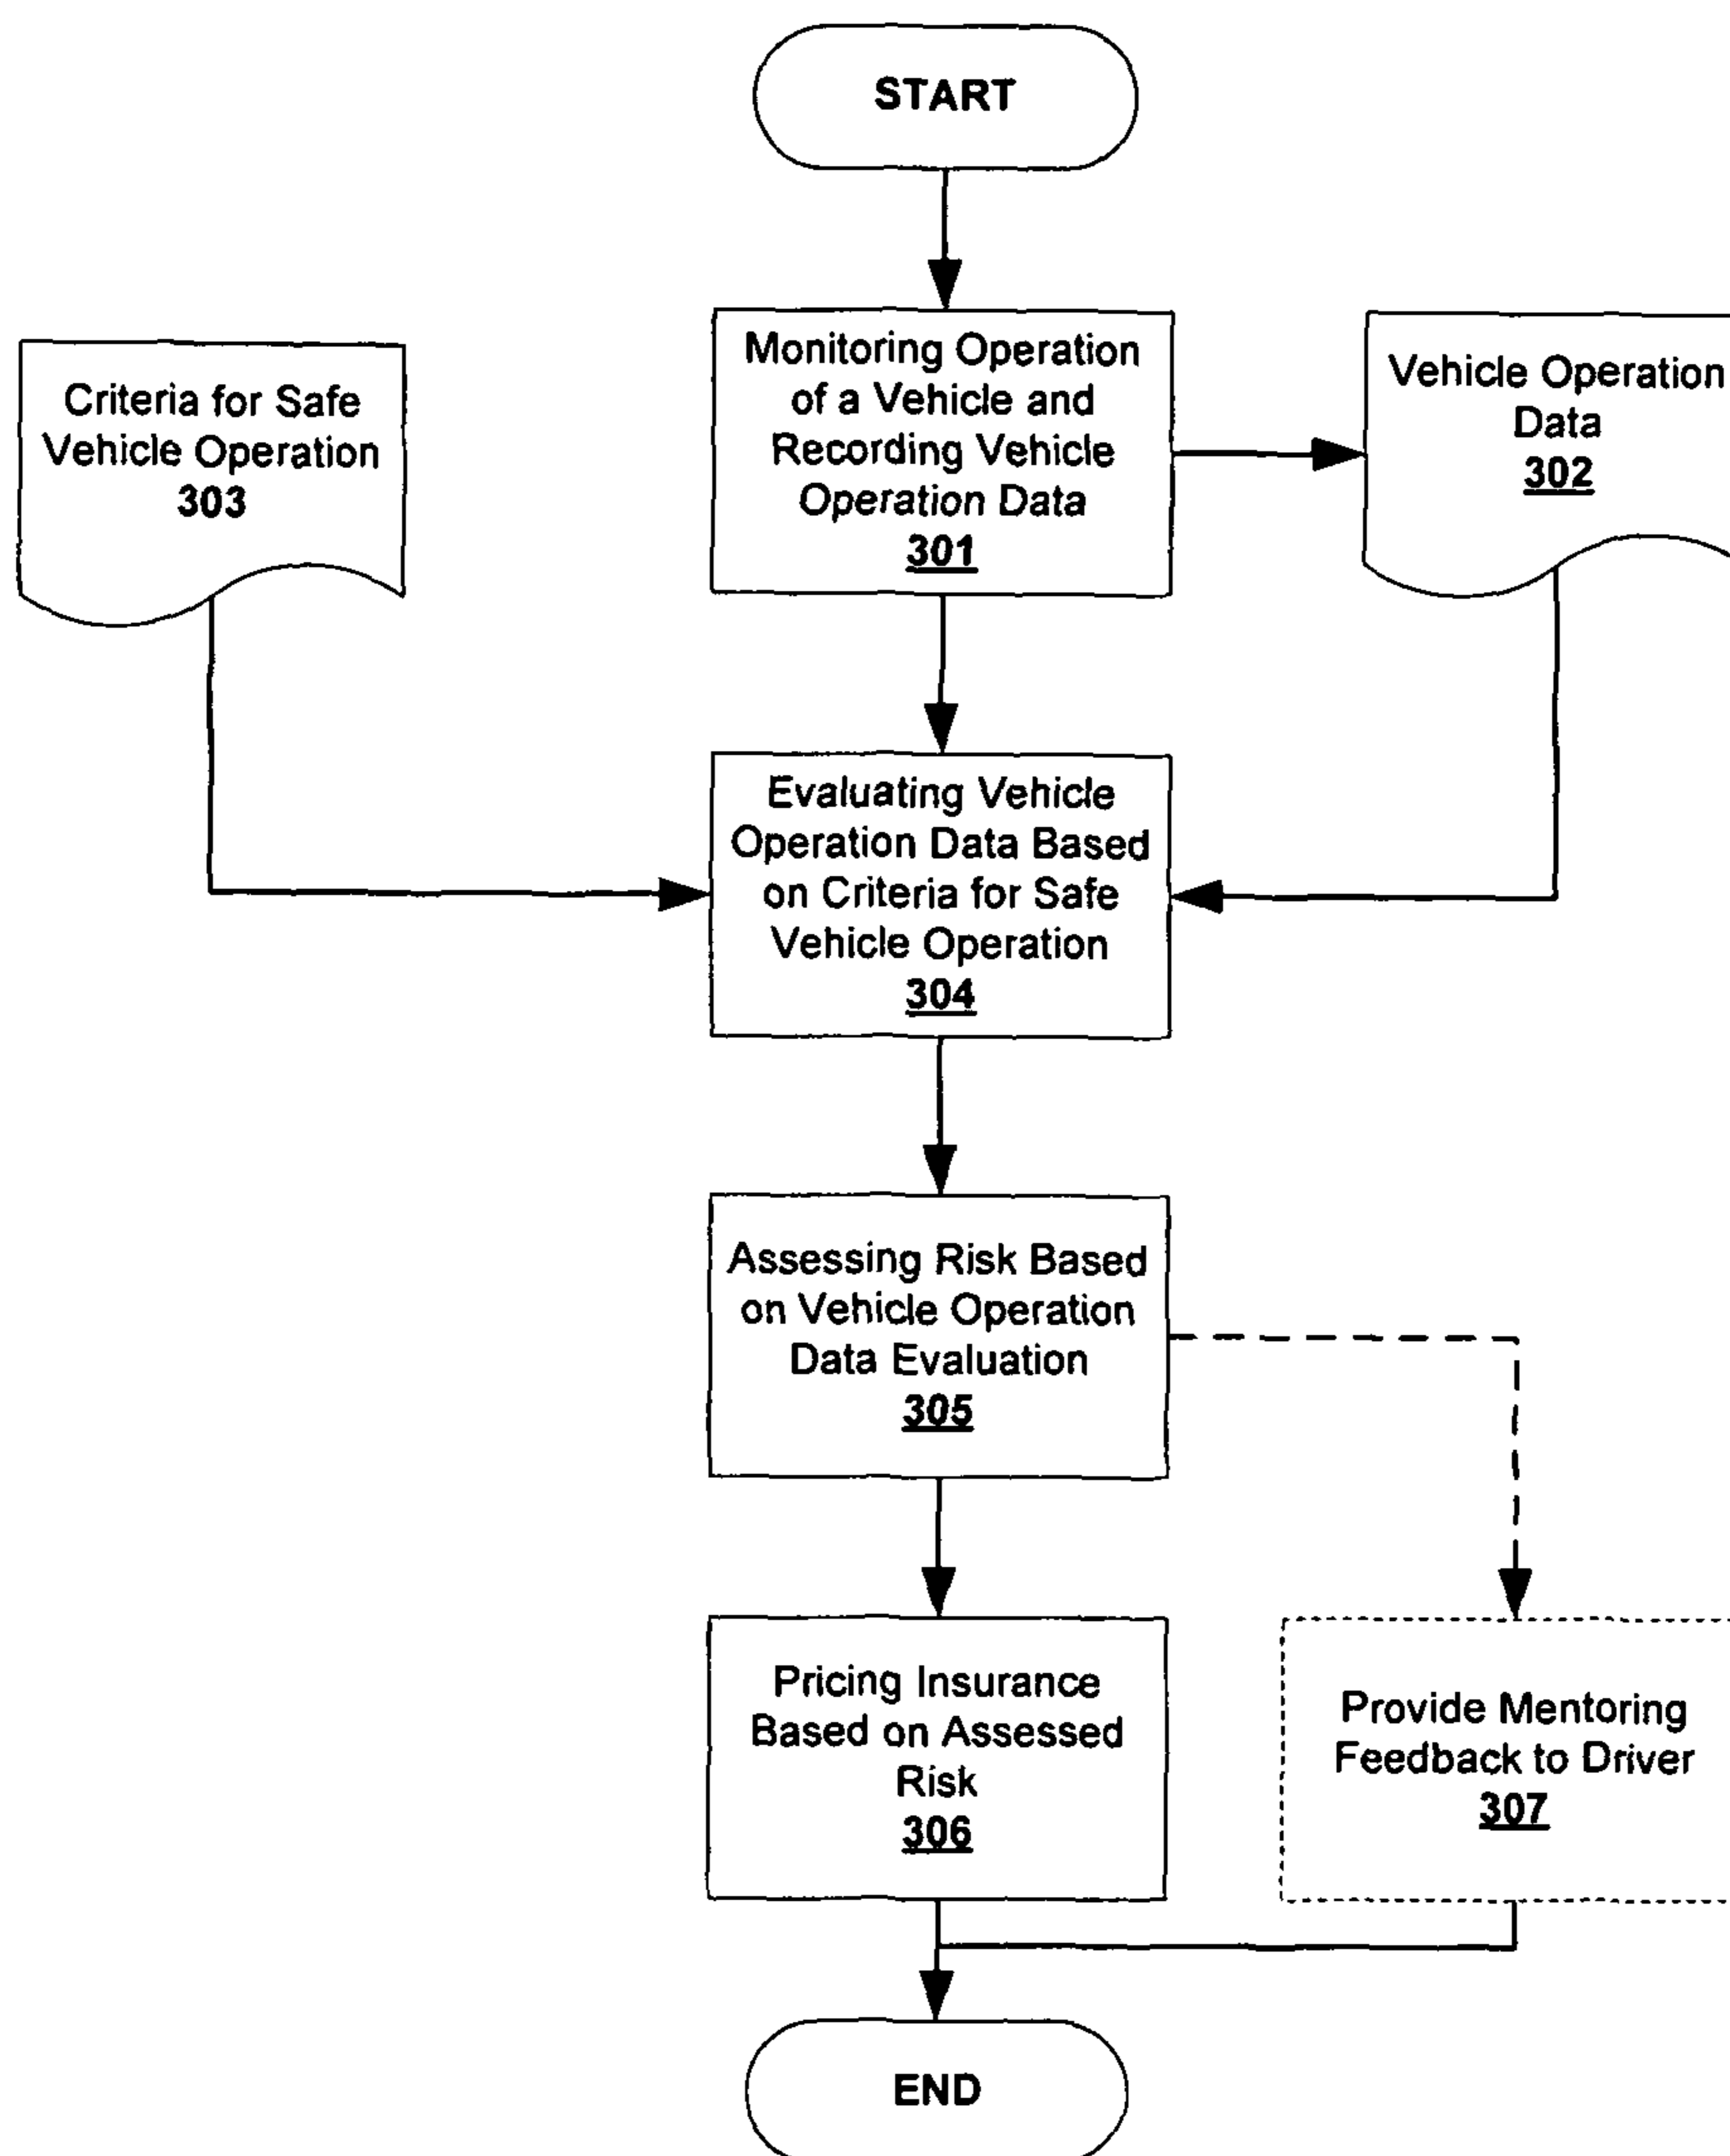 START
Monitoring Operation
of a Vehicle and
Recording Vehicle
Operation Data
301
Vehicle Operation
Data
302
Criteria for Safe
Vehicle Operation
303
Evaluating Vehicle
Operation Data Based
on Criteria for Safe
Vehicle Operation
304
Assessing Risk Based
on Vehicle Operation
Data Evaluation
305
Pricing Insurance
Based on Assessed
Risk
306
Provide Mentoring
Feedback to Driver
307
END